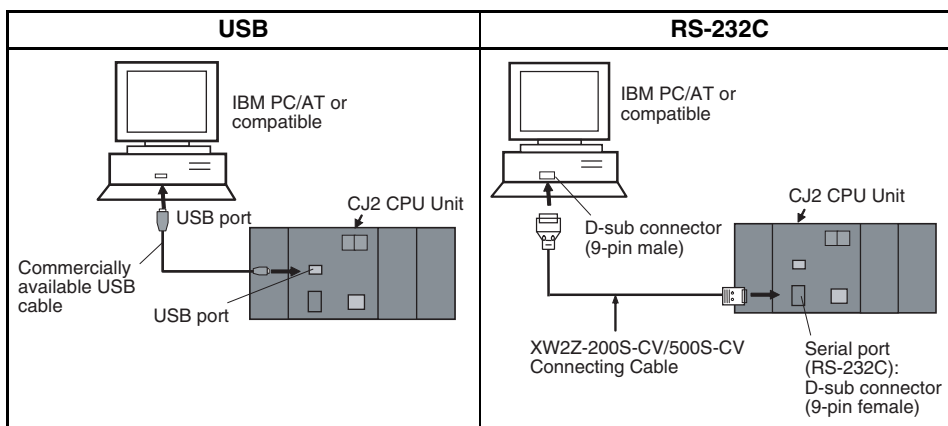 USB
RS-232C
IBM PC/AT or
compatible
USB port
CJ2 CPU Unit
Commercially
available USB
cable
USB port
IBM PC/AT or
compatible
D-sub connector
(9-pin male)
CJ2 CPU Unit
XW2Z-200S-CV/500S-CV
Connecting Cable
Serial port
(RS-232C):
D-sub connector
(9-pin female)